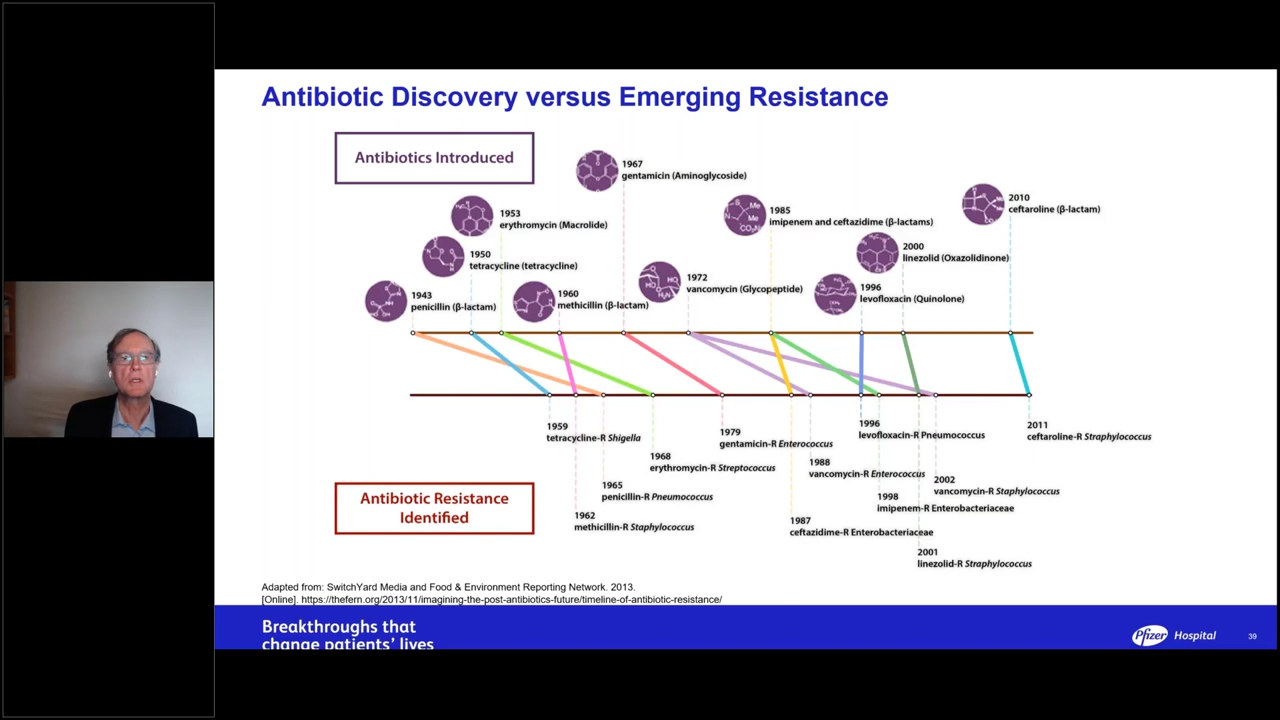 Antibiotic Discovery versus Emerging Resistance
Antibiotics Introduced
1967
gentamicin (Aminoglycoside)
1953
erythromycin (Macrolide)
1950
tetracycline (tetracycline)
1943
penicillin (β-lactam)
1960
methicillin (β-lactam)
1972
vancomycin (Glycopeptide)
1985
imipenem and ceftazidime (β-lactams)
1996
levofloxacin (Quinolone)
2000
linezolid (Oxazolidinone)
2010
ceftaroline (β-lactam)
1959
tetracycline-R Shigella
1968
erythromycin-R Streptococcus
1965
penicillin-R Pneumococcus
1962
methicillin-R Staphylococcus
1979
gentamicin-R Enterococcus
1988
vancomycin-R Enterococcus
1987
ceftazidime-R Enterobacteriaceae
1996
levofloxacin-R Pneumococcus
2002
vancomycin-R Staphylococcus
1998
imipenem-R Enterobacteriaceae
2001
linezolid-R Straphylococcus
2011
ceftaroline-R Straphylococcus
Antibiotic Resistance
Identified
Adapted from: SwitchYard Media and Food & Environment Reporting Network. 2013.
[Online] https://thefern.org/2013/11/imagining-the-post-antibiotics-future/timeline-of-antibiotic-resistance/
Breakthroughs that
change patients' lives
Pfizer Hospital
39